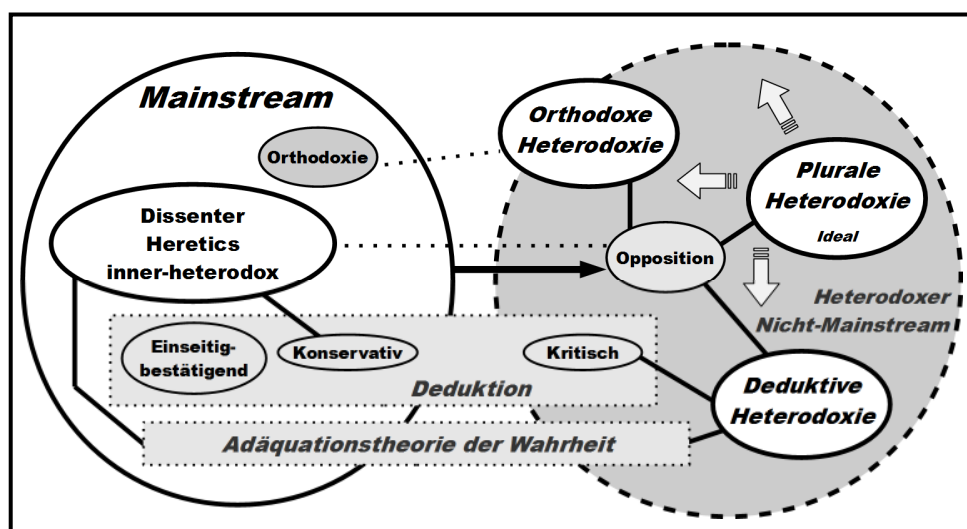 Mainstream
Orthodoxie
Dissenter
Heretics
inner-heterodox
Einseitig-
bestätigend
Konservativ
Kritisch
Deduktion
Adäquationstheorie der Wahrheit
Orthodoxe
Heterodoxie
Plurale
Heterodoxie
Ideal
Opposition
Heterodoxer
Nicht-Mainstream
Deduktive
Heterodoxie